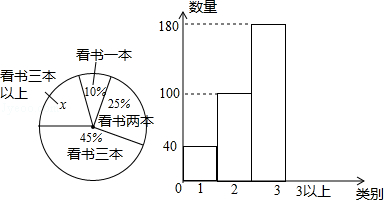 看书一本
看书三本
以上
x
10%
25%
看书两本
45%
看书三本
数量
180
100
40
0 1 2 3 3以上
类别